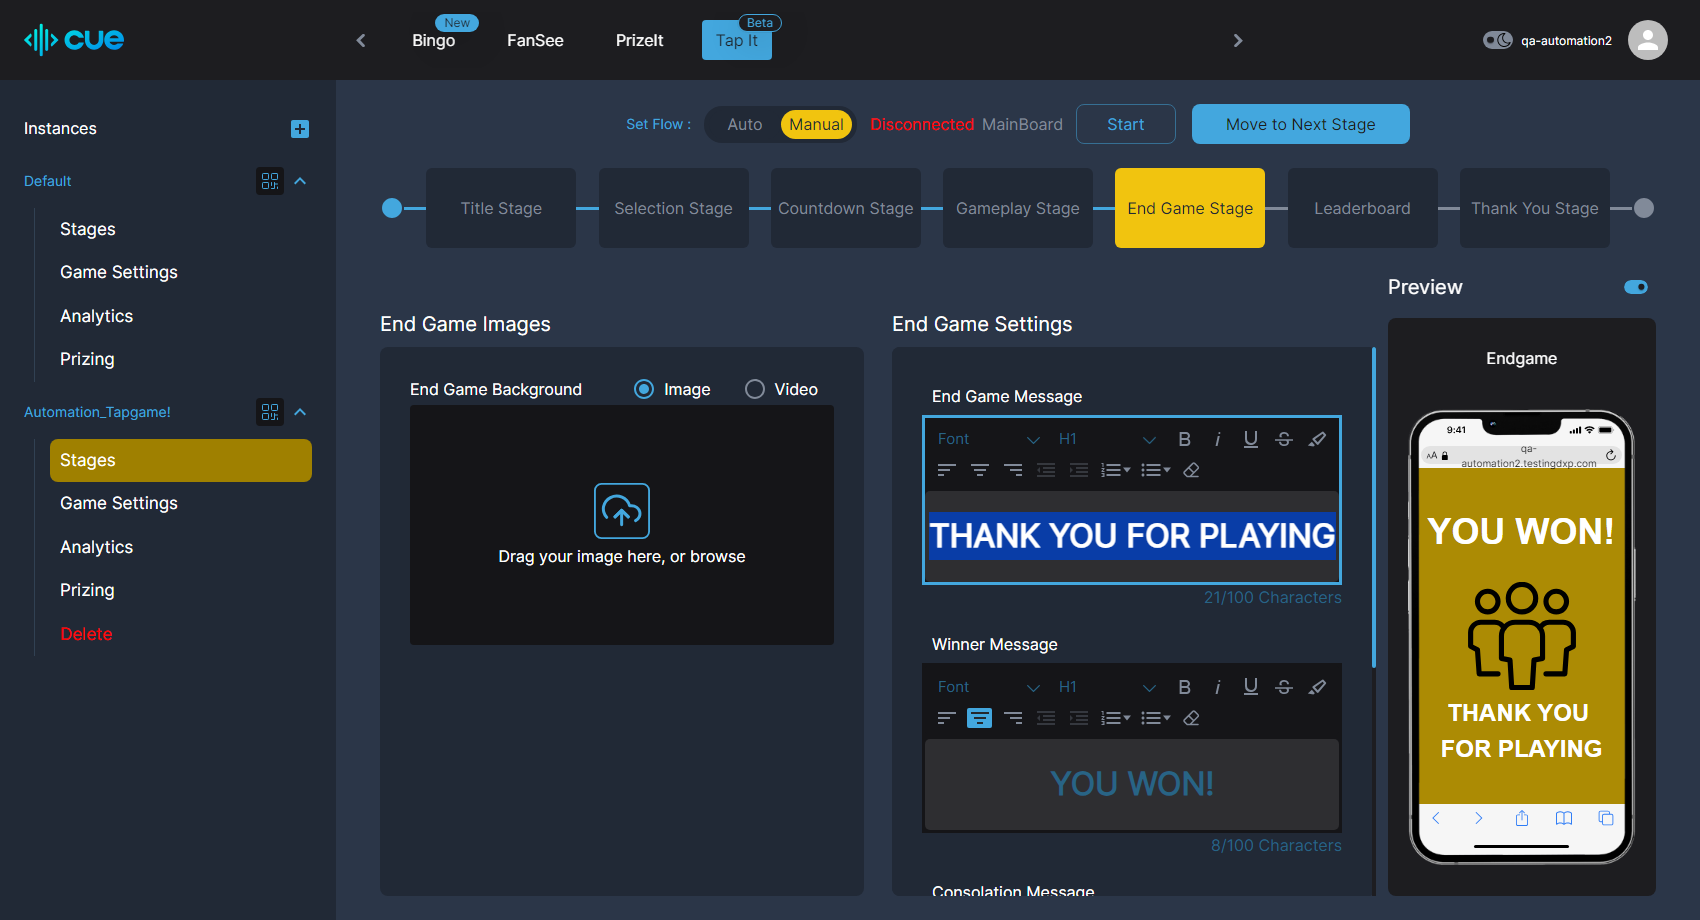 cue
Bingo
New
FanSee
PrizeIt
Tap It
Beta
qa-automation2
Instances
Default
Stages
Game Settings
Analytics
Prizing
Automation_Tapgame!
Stages
Game Settings
Analytics
Prizing
Delete
Set Flow :
Auto
Manual
Disconnected MainBoard
Start
Move to Next Stage
Title Stage
Selection Stage
Countdown Stage
Gameplay Stage
End Game Stage
Leaderboard
Thank You Stage
End Game Images
End Game Background
Image
Video
Drag your image here, or browse
End Game Settings
End Game Message
Font
H1
B
i
U
S
THANK YOU FOR PLAYING
21/100 Characters
Winner Message
Font
H1
B
i
U
S
YOU WON!
8/100 Characters
Consolation Message
Preview
Endgame
9:41
AA
qa-
automation2.testingdxp.com
YOU WON!
THANK YOU
FOR PLAYING